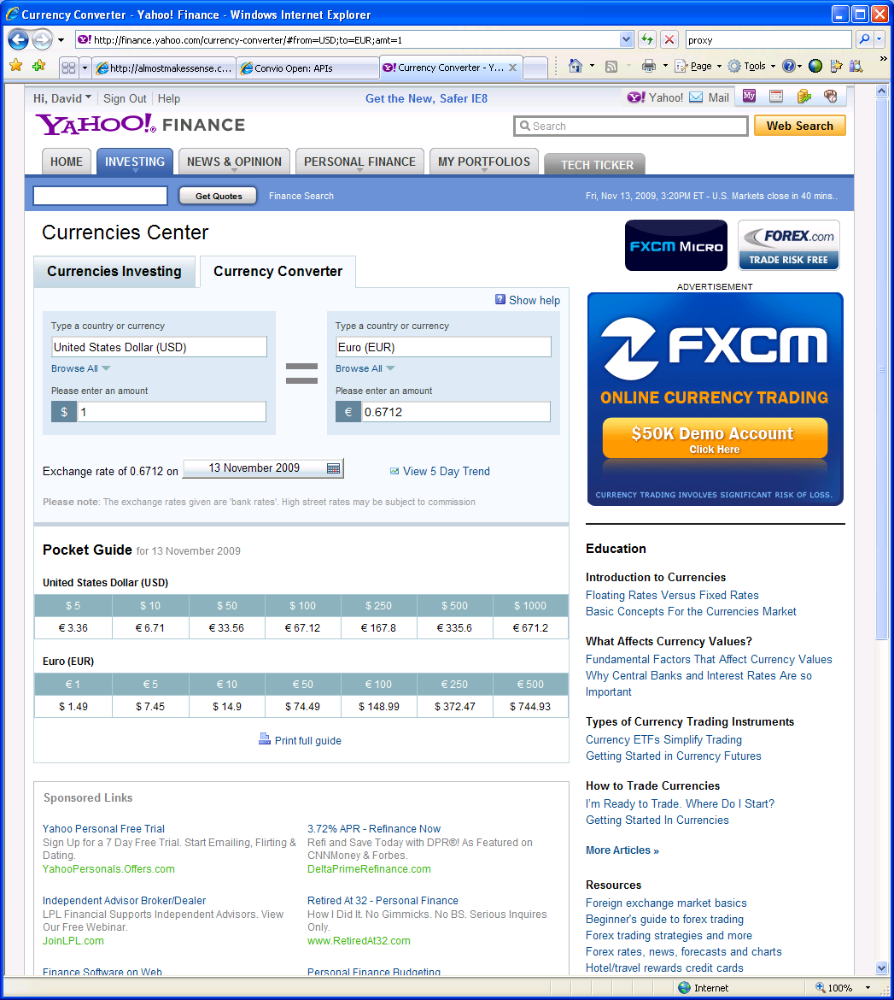 Currency Converter - Yahoo! Finance - Windows Internet Explorer
http://finance.yahoo.com/currency-converter/#from=USD;to=EUR;amt=1
proxy
http://almostmakessense.c...
Convio Open: APIs
Currency Converter - Y...
Page
Tools
Hi, David
Sign Out
Help
Get the New, Safer IE8
Yahoo!
Mail
My
YAHOO! FINANCE
Search
Web Search
HOME
INVESTING
NEWS & OPINION
PERSONAL FINANCE
MY PORTFOLIOS
TECH TICKER
Get Quotes
Finance Search
Fri, Nov 13, 2009, 3:20PM ET - U.S. Markets close in 40 mins..
Currencies Center
FXCM MICRO
FOREX.com
TRADE RISK FREE
Currencies Investing
Currency Converter
Show help
Type a country or currency
United States Dollar (USD)
Browse All
Please enter an amount
$ 1
=
Type a country or currency
Euro (EUR)
Browse All
Please enter an amount
€ 0.6712
Exchange rate of 0.6712 on 13 November 2009
View 5 Day Trend
Please note: The exchange rates given are 'bank rates'. High street rates may be subject to commission
Pocket Guide for 13 November 2009
United States Dollar (USD)
$ 5 $ 10 $ 50 $ 100 $ 250 $ 500 $ 1000
€ 3.36 € 6.71 € 33.56 € 67.12 € 167.8 € 335.6 € 671.2
Euro (EUR)
€ 1 € 5 € 10 € 50 € 100 € 250 € 500
$ 1.49 $ 7.45 $ 14.9 $ 74.49 $ 148.99 $ 372.47 $ 744.93
Print full guide
Sponsored Links
Yahoo Personal Free Trial
Sign Up for a 7 Day Free Trial. Start Emailing, Flirting &
Dating.
YahooPersonals.Offers.com
3.72% APR - Refinance Now
Refi and Save Today with DPR®! As Featured on
CNNMoney & Forbes.
DeltaPrimeRefinance.com
Independent Advisor Broker/Dealer
LPL Financial Supports Independent Advisors. View
Our Free Webinar.
JoinLPL.com
Retired At 32 - Personal Finance
How I Did It. No Gimmicks. No BS. Serious Inquires
Only.
www.RetiredAt32.com
Finance Software on Web
Personal Finance Budgeting
ADVERTISEMENT
FXCM
ONLINE CURRENCY TRADING
$50K Demo Account
Click Here
CURRENCY TRADING INVOLVES SIGNIFICANT RISK OF LOSS.
Education
Introduction to Currencies
Floating Rates Versus Fixed Rates
Basic Concepts For the Currencies Market
What Affects Currency Values?
Fundamental Factors That Affect Currency Values
Why Central Banks and Interest Rates Are so
Important
Types of Currency Trading Instruments
Currency ETFs Simplify Trading
Getting Started in Currency Futures
How to Trade Currencies
I'm Ready to Trade. Where Do I Start?
Getting Started In Currencies
More Articles »
Resources
Foreign exchange market basics
Beginner's guide to forex trading
Forex trading strategies and more
Forex rates, news, forecasts and charts
Hotel/travel rewards credit cards
Internet
100%